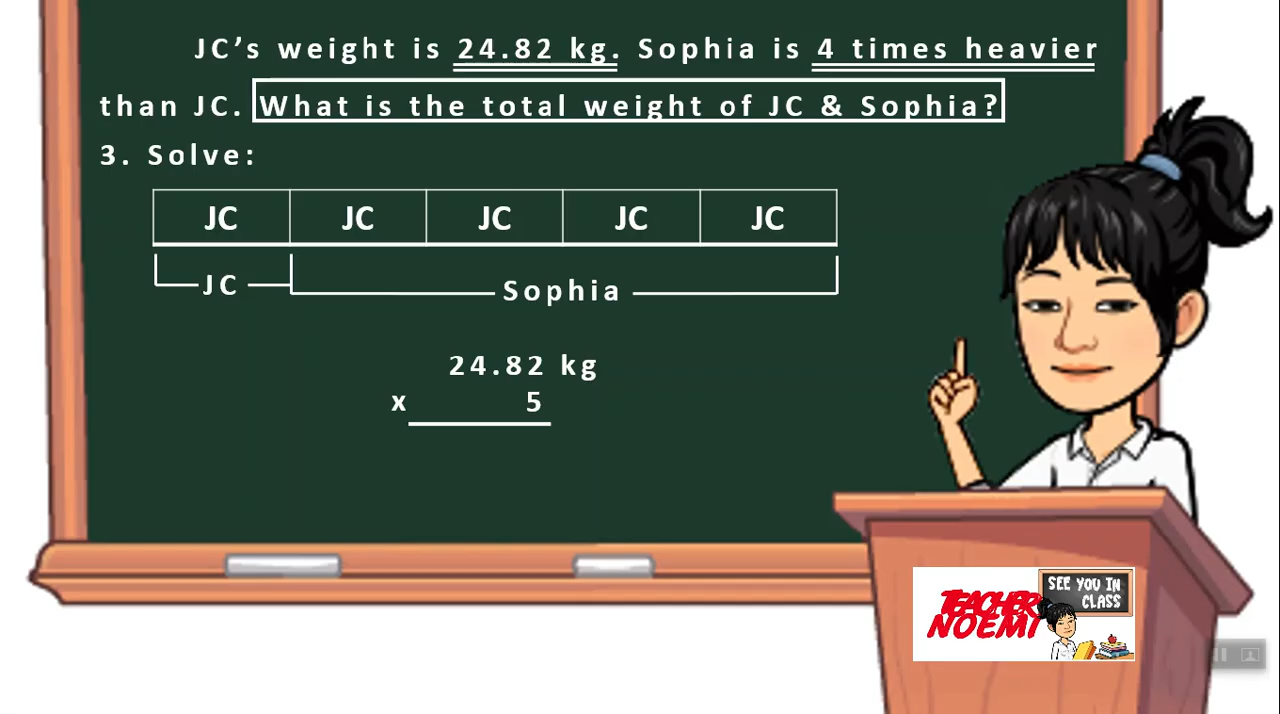 JC's weight is 24.82 kg. Sophia is 4 times heavier
than JC. What is the total weight of JC & Sophia?
3. Solve:
JC JC JC JC JC
JC Sophia
24.82 kg
x 5
SEE YOU IN
CLASS
TEACHER
NOEMI